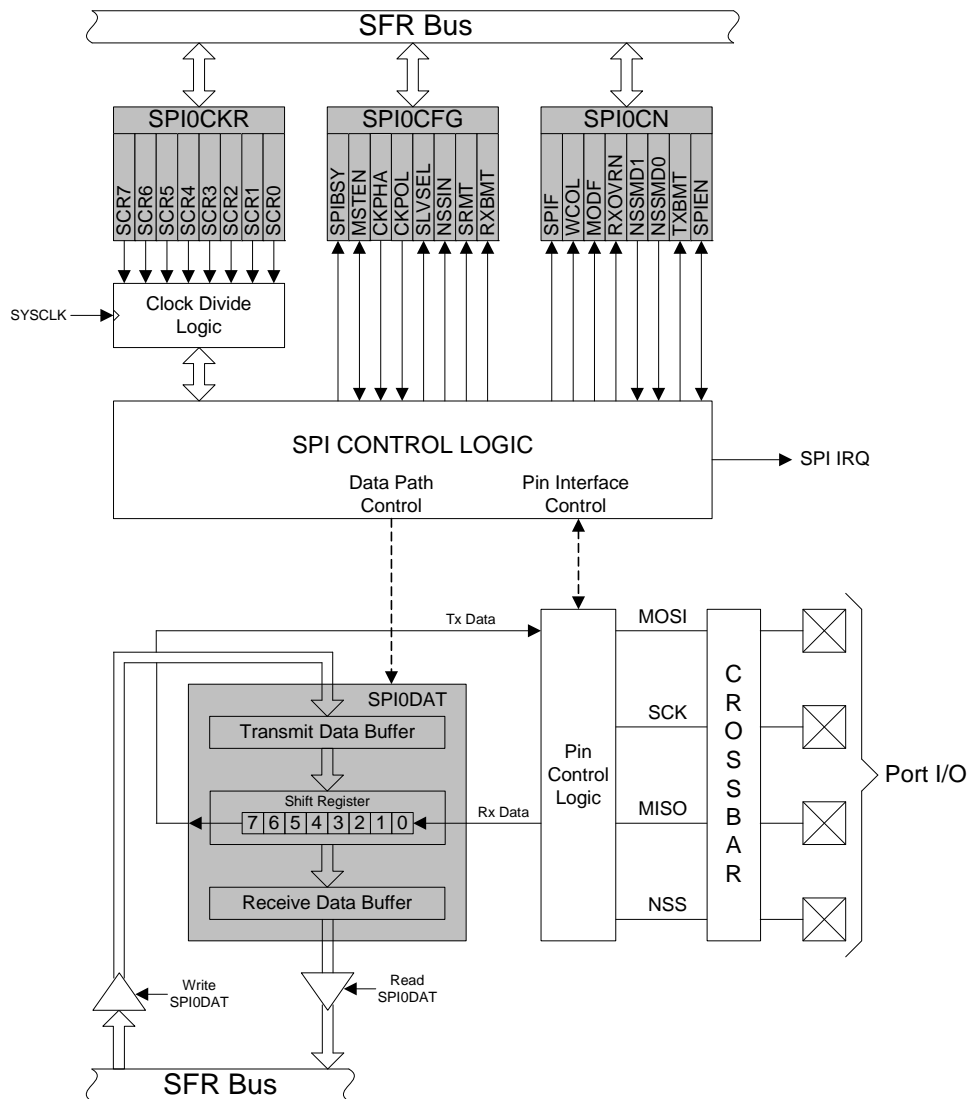 SFR Bus
SPI0CKR
SPI0CFG
SPI0CN
SCR7
SCR6
SCR5
SCR4
SCR3
SCR2
SCR1
SCR0
SPIBSY
MSTEN
CKPHA
CKPOL
SLVSEL
NSSIN
SRMT
RXBMT
SPIF
WCOL
MODF
RXOVRN
NSSMD1
NSSMD0
TXBMT
SPIEN
SYSCLK
Clock Divide
Logic
SPI CONTROL LOGIC
SPI IRQ
Data Path
Control
Pin Interface
Control
Tx Data
MOSI
SPI0DAT
Transmit Data Buffer
SCK
Shift Register
7 6 5 4 3 2 1 0
Rx Data
Pin
Control
Logic
MISO
CROSSBAR
Port I/O
Receive Data Buffer
NSS
Write
SPI0DAT
Read
SPI0DAT
SFR Bus